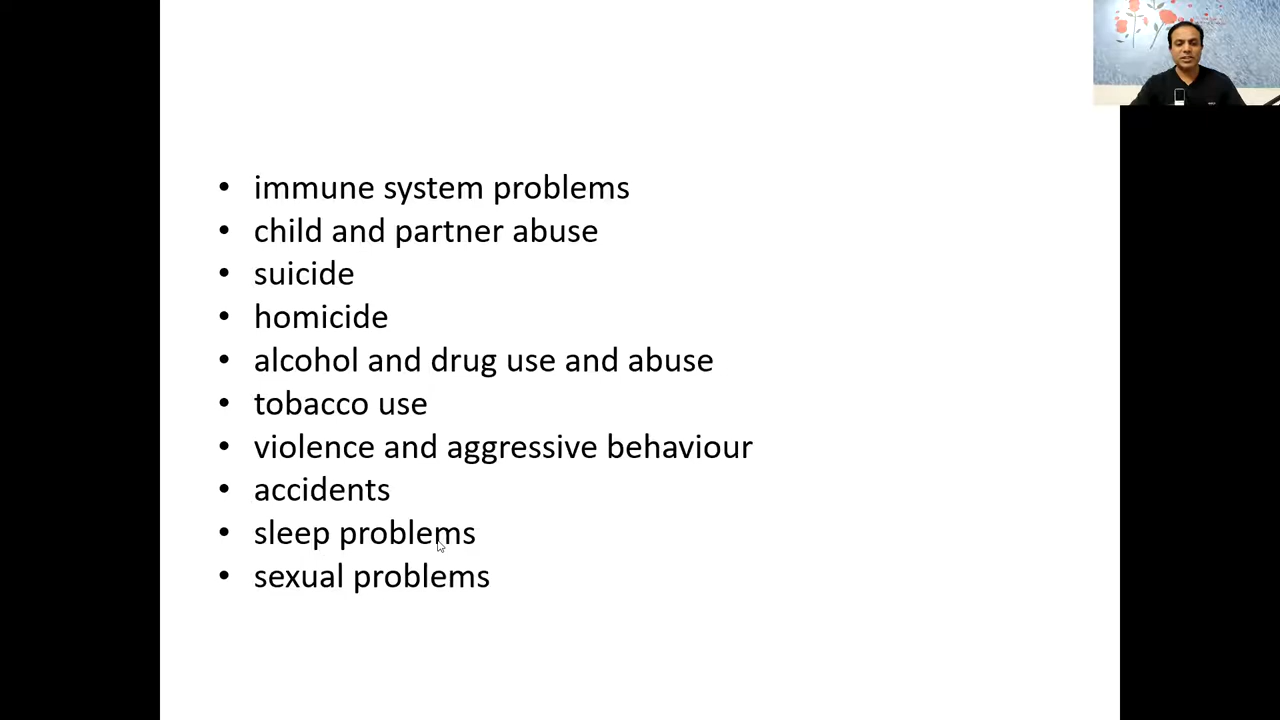 • immune system problems
• child and partner abuse
• suicide
• homicide
• alcohol and drug use and abuse
• tobacco use
• violence and aggressive behaviour
• accidents
• sleep problems
• sexual problems